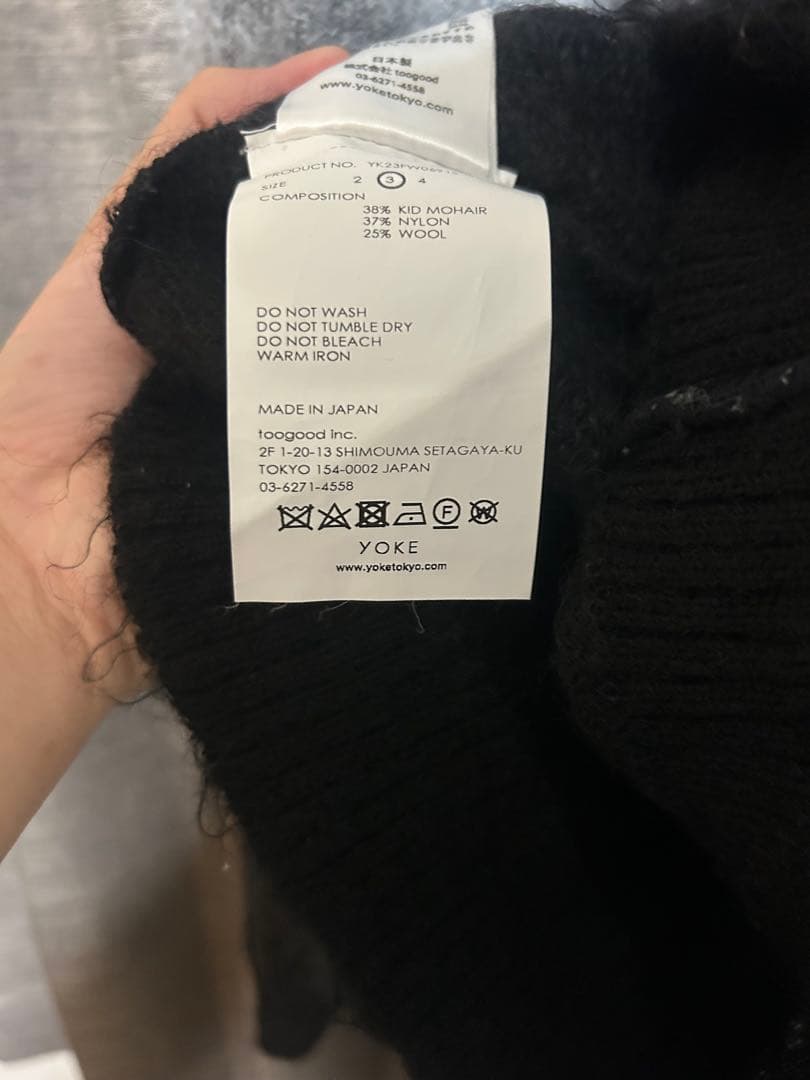 日本製
株式会社 toogood
03-6271-4558
www.yoketokyo.com
PRODUCT NO.
SIZE 2 3 4
COMPOSITION
38% KID MOHAIR
37% NYLON
25% WOOL
DO NOT WASH
DO NOT TUMBLE DRY
DO NOT BLEACH
WARM IRON
MADE IN JAPAN
toogood inc.
2F 1-20-13 SHIMOUMA SETAGAYA-KU
TOKYO 154-0002 JAPAN
03-6271-4558
F W
YOKE
www.yoketokyo.com